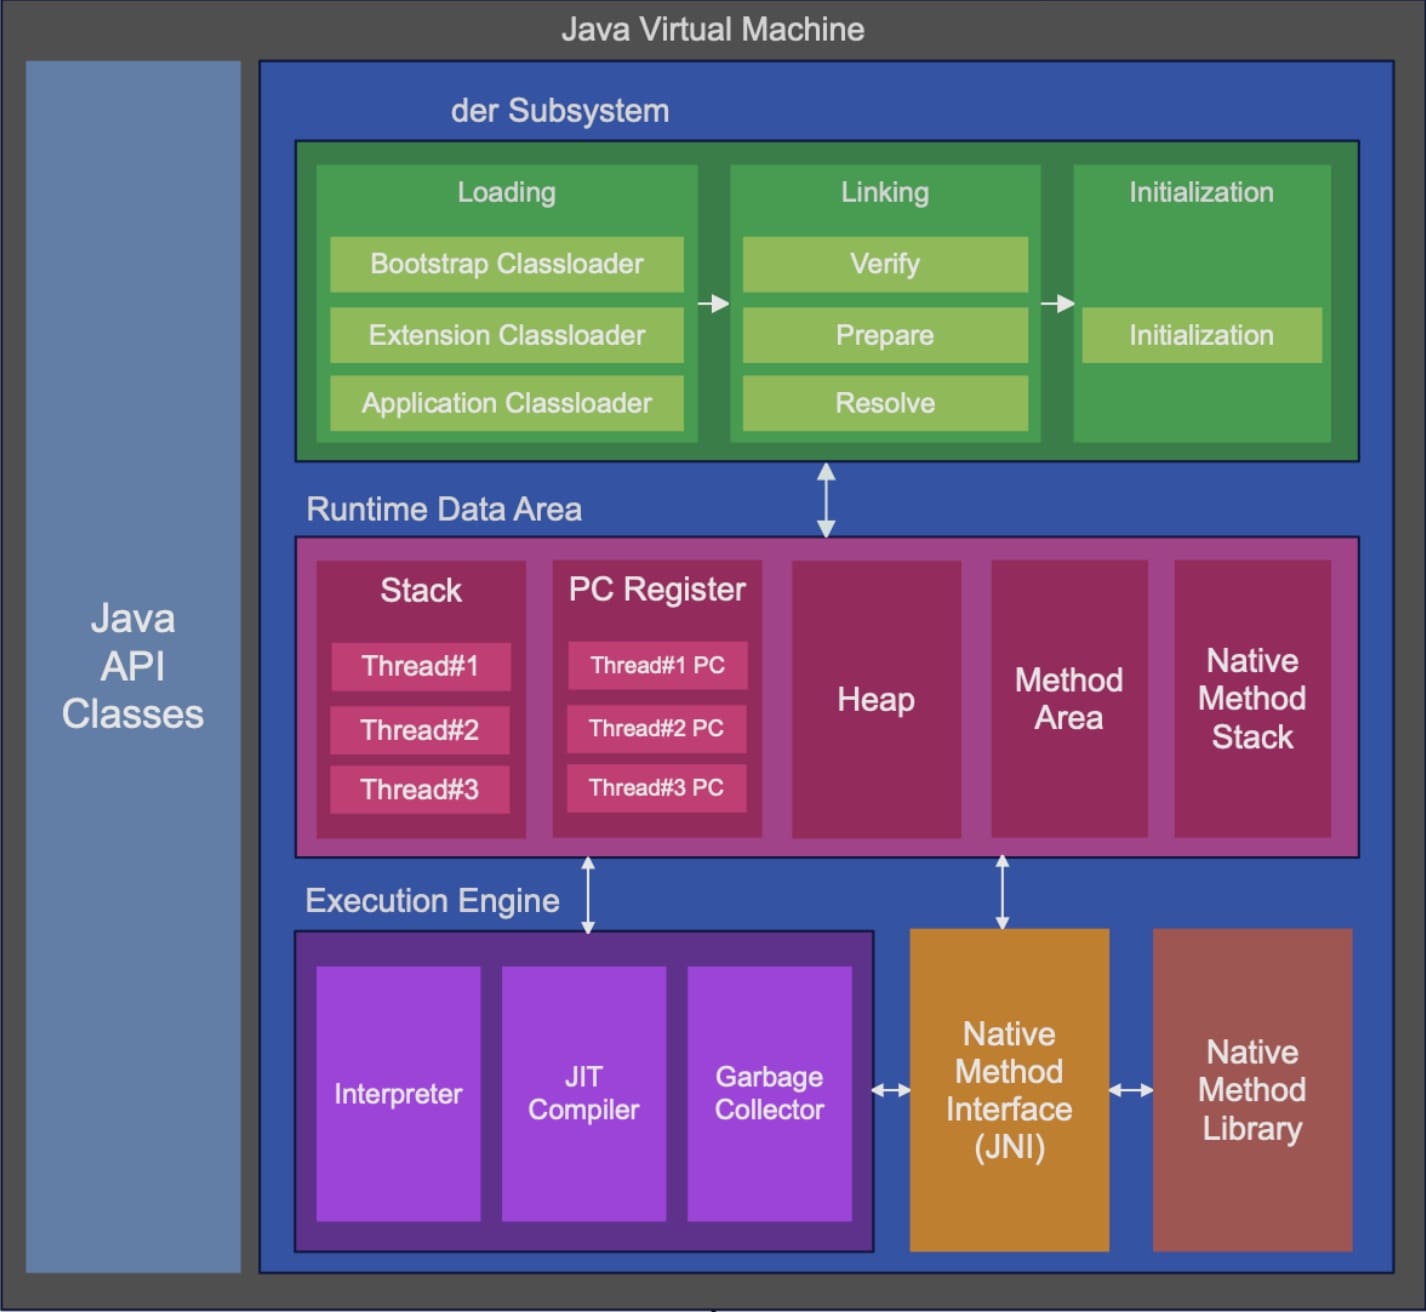 Java Virtual Machine
der Subsystem
Loading
Bootstrap Classloader
Extension Classloader
Application Classloader
Linking
Verify
Prepare
Resolve
Initialization
Initialization
Runtime Data Area
Stack
Thread#1
Thread#2
Thread#3
PC Register
Thread#1 PC
Thread#2 PC
Thread#3 PC
Heap
Method
Area
Native
Method
Stack
Java
API
Classes
Execution Engine
Interpreter
JIT
Compiler
Garbage
Collector
Native
Method
Interface
(JNI)
Native
Method
Library